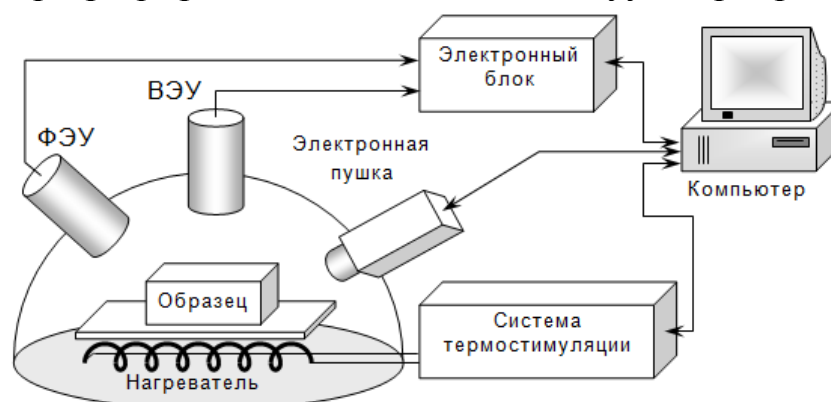 Электронный
блок
ВЭУ
ФЭУ
Электронная
пушка
Компьютер
Образец
Система
термостимуляции
Нагреватель